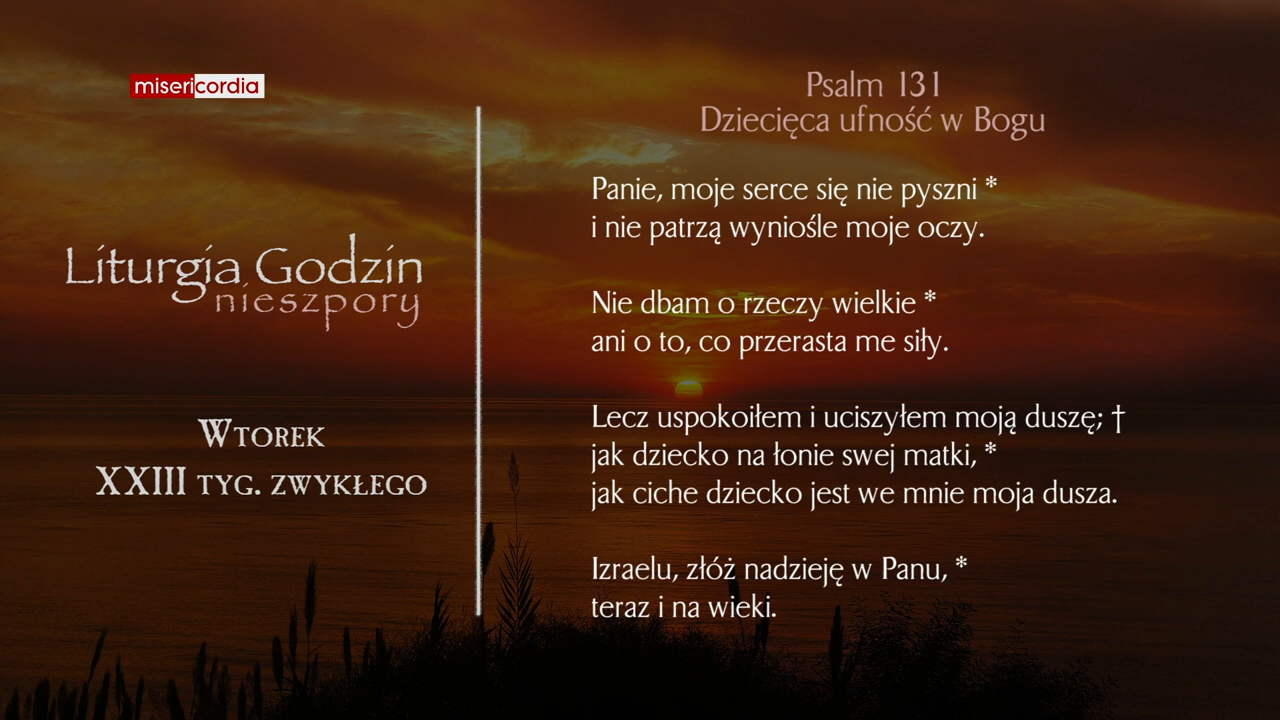 misericordia
Liturgia Godzin
nieszpory
Wtorek
XXIII tyg. zwykłego
Psalm 131
Dziecięca ufność w Bogu
Panie, moje serce się nie pyszni *
i nie patrzą wyniośle moje oczy.
Nie dbam o rzeczy wielkie *
ani o to, co przerasta me siły.
Lecz uspokoiłem i uciszyłem moją duszę; †
jak dziecko na łonie swej matki, *
jak ciche dziecko jest we mnie moja dusza.
Izraelu, złóż nadzieję w Panu, *
teraz i na wieki.